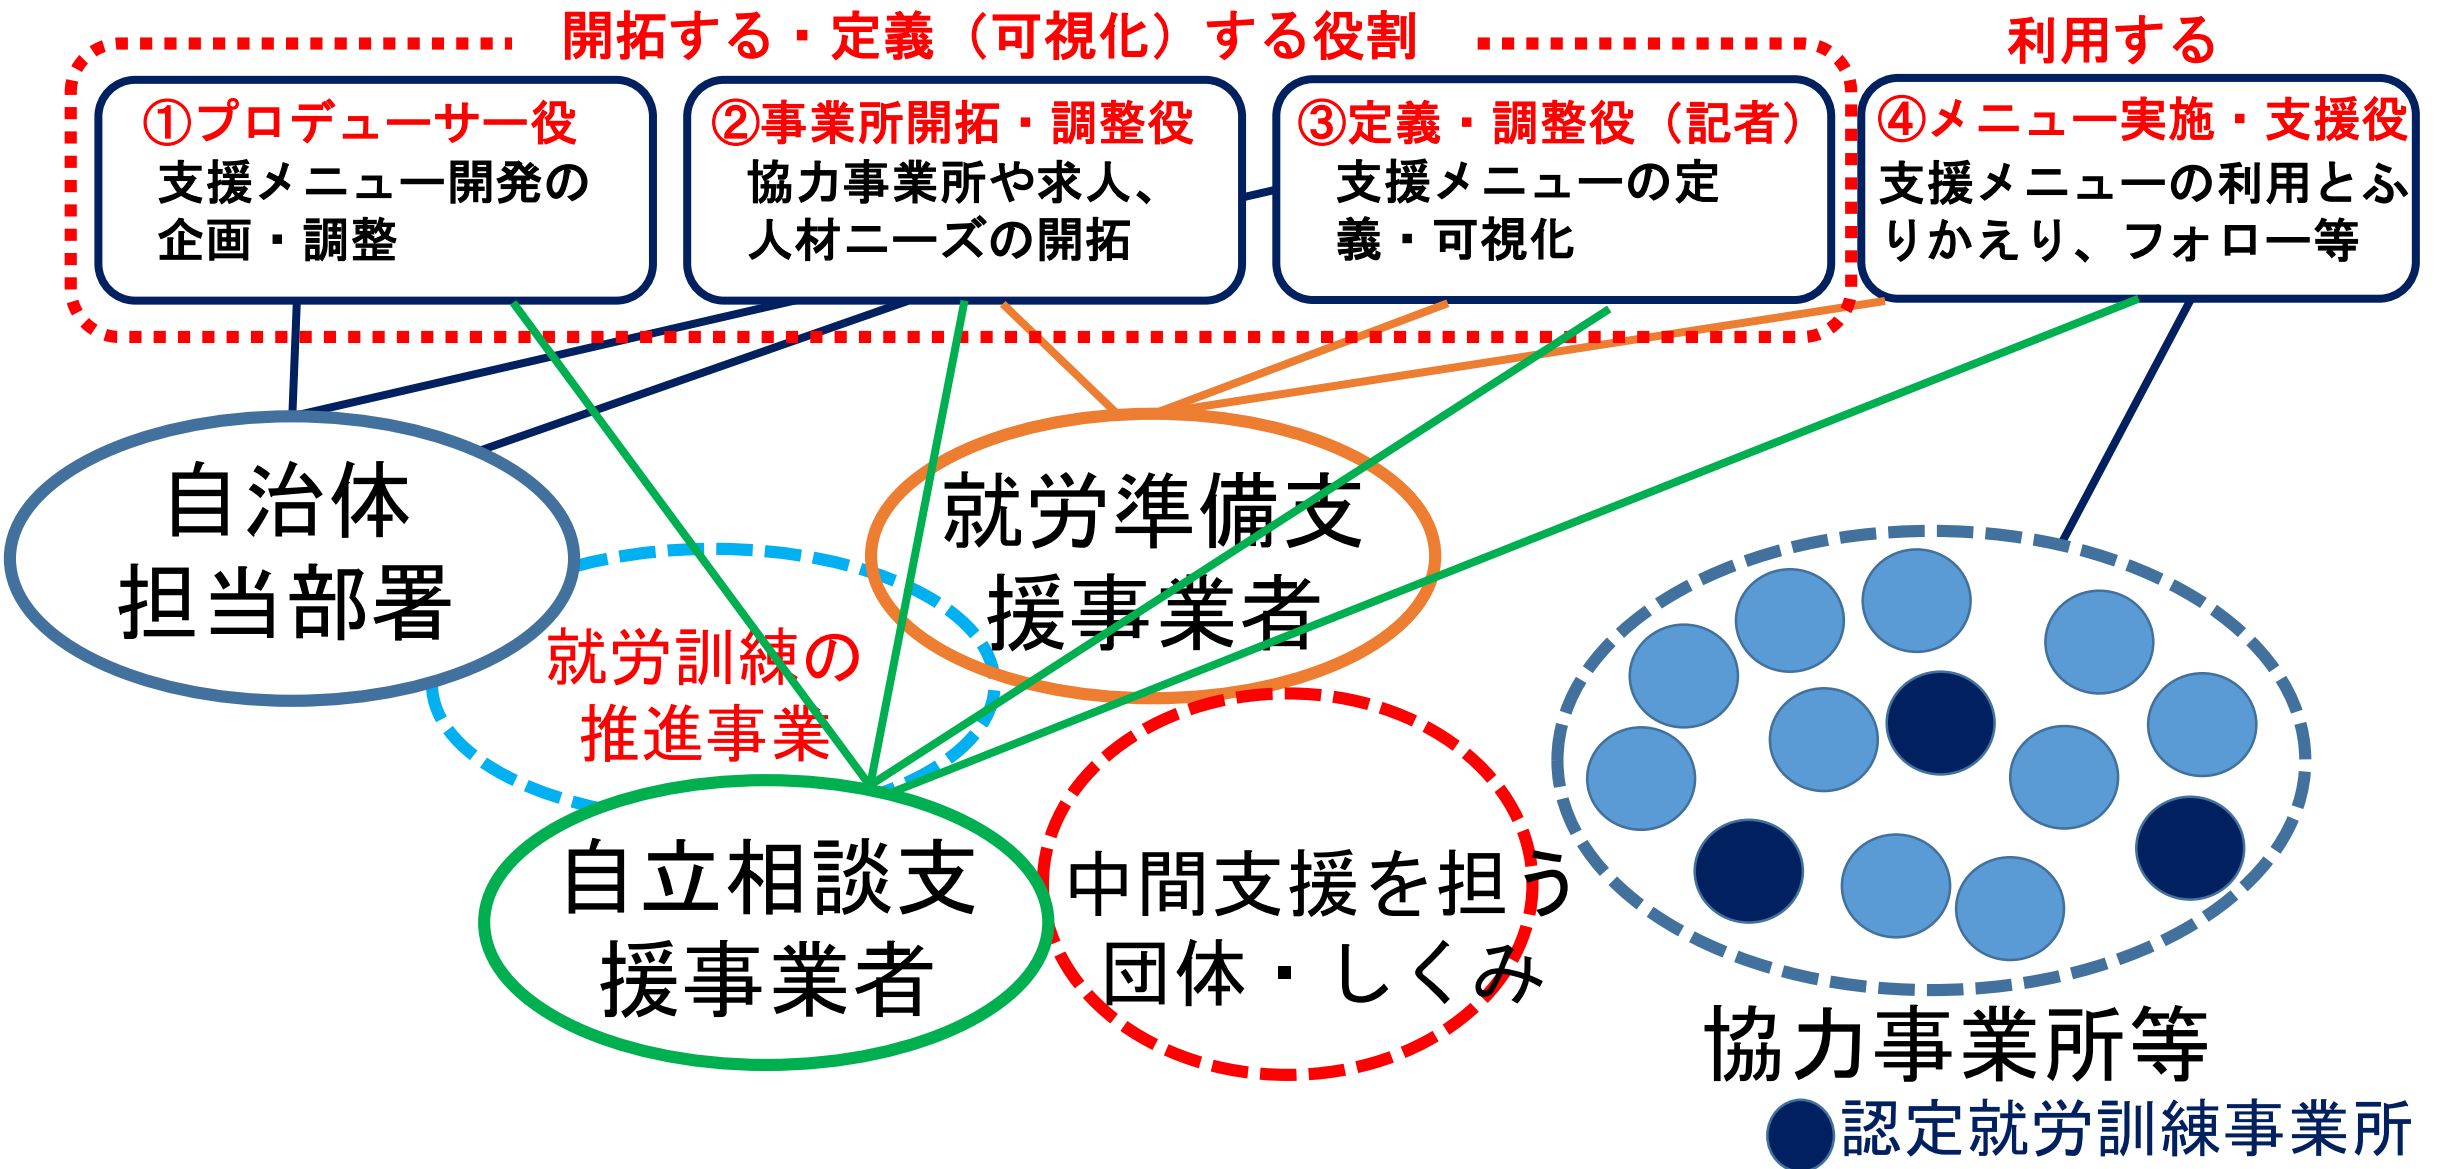 開拓する・定義（可視化）する役割
利用する
①プロデューサー役
支援メニュー開発の
企画・調整
②事業所開拓・調整役
協力事業所や求人、
人材ニーズの開拓
③定義・調整役（記者）
支援メニューの定
義・可視化
④メニュー実施・支援役
支援メニューの利用とふ
りかえり、フォロー等
自治体
担当部署
就労準備支
援事業者
就労訓練の
推進事業
自立相談支
援事業者
中間支援を担う
団体・しくみ
協力事業所等
認定就労訓練事業所